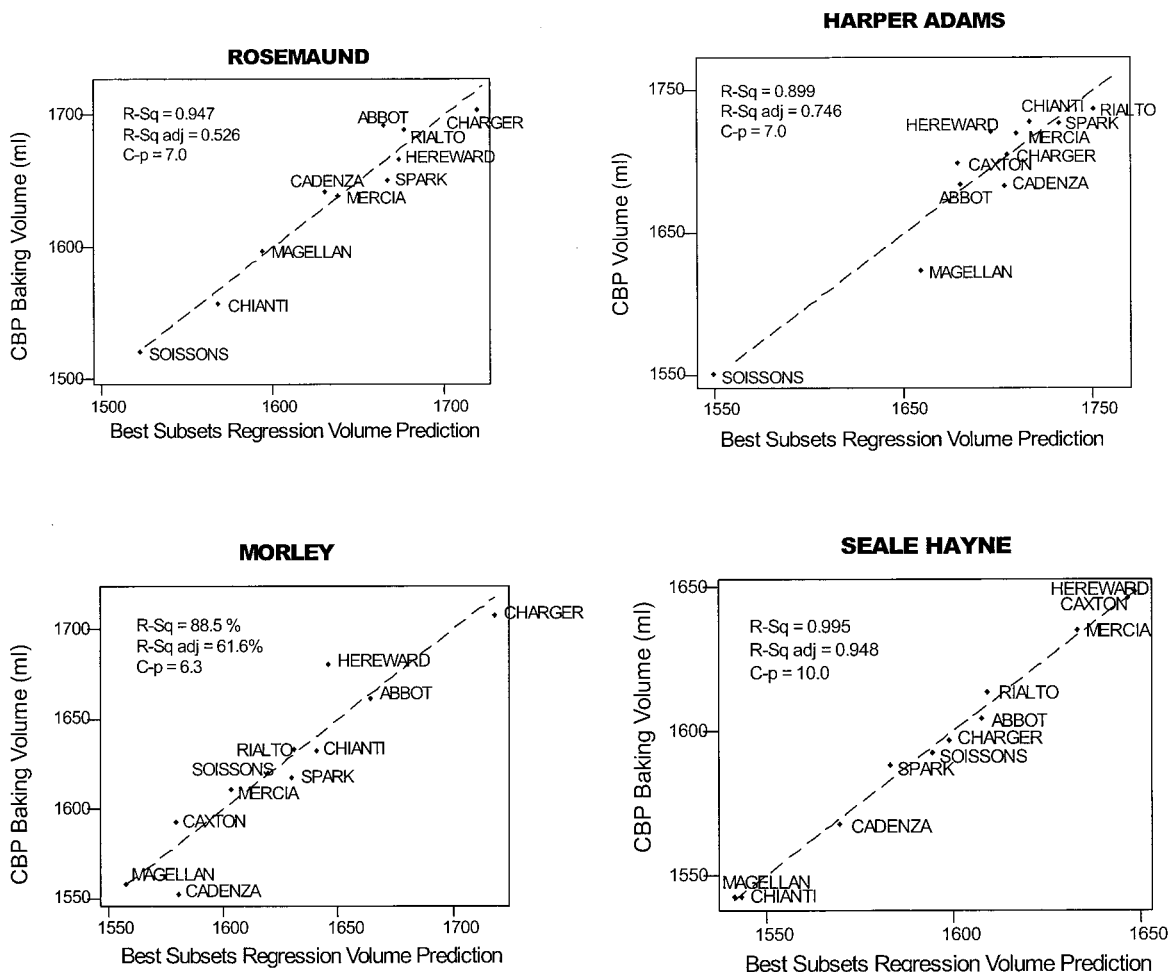 ROSEMAUND
R-Sq = 0.947
R-Sq adj = 0.526
C-p = 7.0
CBP Baking Volume (ml)
1700
1600
1500
ABBOT
CHARGER
RIALTO
HEREWARD
CADENZA
SPARK
MERCIA
MAGELLAN
CHIANTI
SOISSONS
1500 1600 1700
Best Subsets Regression Volume Prediction
HARPER ADAMS
R-Sq = 0.899
R-Sq adj = 0.746
C-p = 7.0
CBP Volume (ml)
1750
1650
1550
CHIANTI
RIALTO
HEREWARD
SPARK
MERCIA
CHARGER
CAXTON
CADENZA
ABBOT
MAGELLAN
SOISSONS
1550 1650 1750
Best Subsets Regression Volume Prediction
MORLEY
R-Sq = 88.5 %
R-Sq adj = 61.6%
C-p = 6.3
CBP Baking Volume (ml)
1700
1650
1600
1550
CHARGER
HEREWARD
ABBOT
RIALTO
CHIANTI
SOISSONS
SPARK
MERCIA
CAXTON
MAGELLAN
CADENZA
1550 1600 1650 1700
Best Subsets Regression Volume Prediction
SEALE HAYNE
R-Sq = 0.995
R-Sq adj = 0.948
C-p = 10.0
CBP Baking Volume (ml)
1650
1600
1550
HEREWARD
CAXTON
MERCIA
RIALTO
ABBOT
CHARGER
SOISSONS
SPARK
CADENZA
MAGELLAN
CHIANTI
1550 1600 1650
Best Subsets Regression Volume Prediction